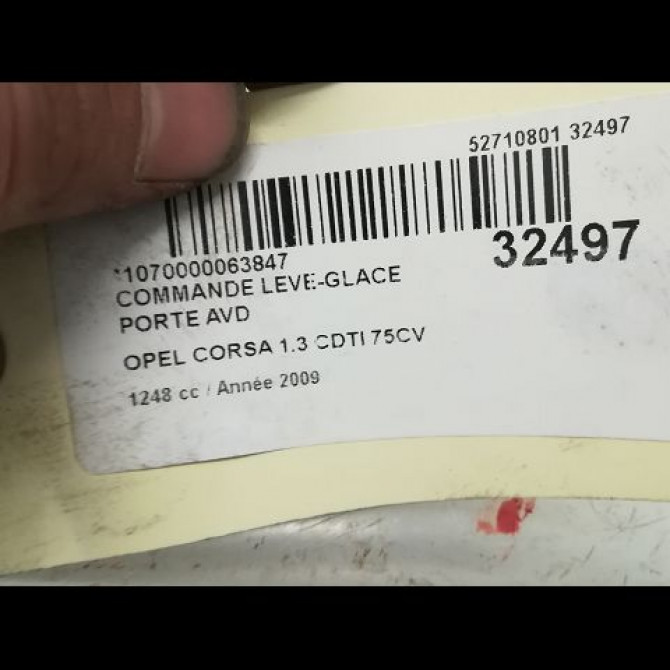 52710801 32497
*1070000063847
32497
COMMANDE LEVE-GLACE
PORTE AVD
OPEL CORSA 1.3 CDTI 75CV
1248 cc / Année 2009